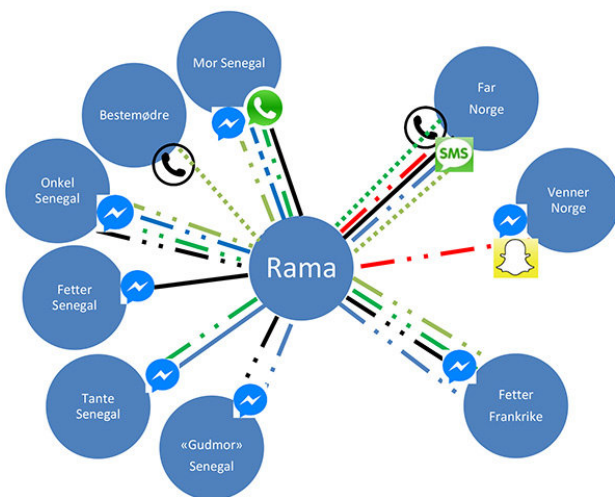 Mor Senegal
Far
Norge
Bestemødre
SMS
Onkel
Senegal
Venner
Norge
Rama
Fetter
Senegal
Tante
Senegal
Fetter
Frankrike
«Gudmor»
Senegal